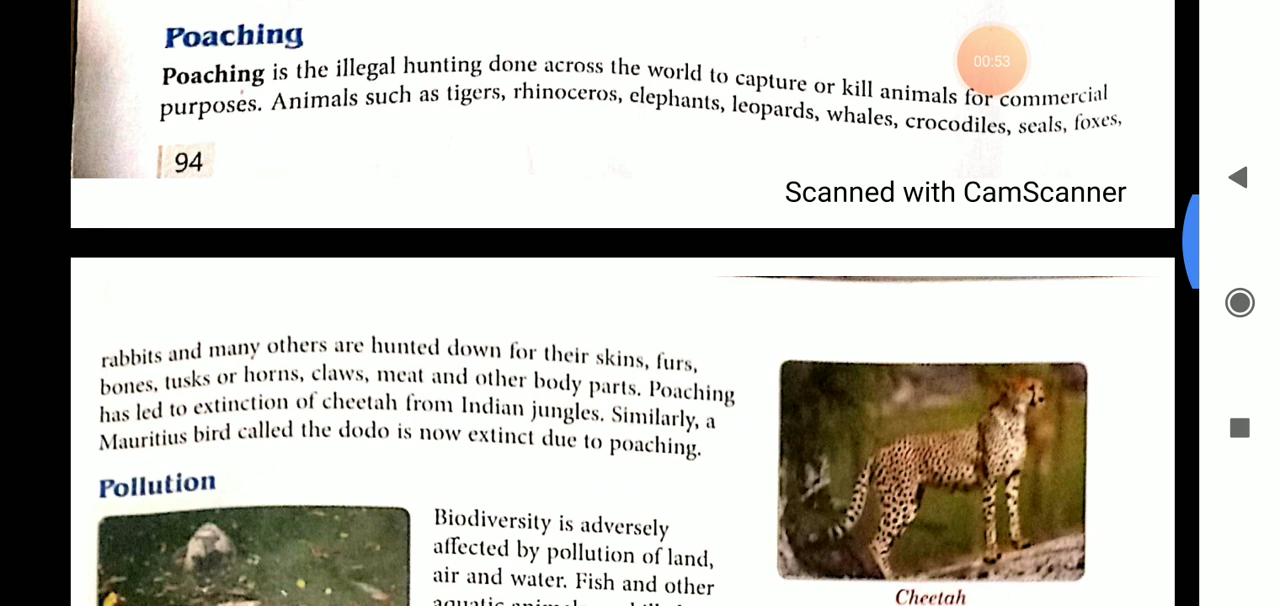 Poaching
Poaching is the illegal hunting done across the world to capture or kill animals for commercial
purposes. Animals such as tigers, rhinoceros, elephants, leopards, whales, crocodiles, seals, foxes,
00:53
94
Scanned with CamScanner
rabbits and many others are hunted down for their skins, furs,
bones, tusks or horns, claws, meat and other body parts. Poaching
has led to extinction of cheetah from Indian jungles. Similarly, a
Mauritius bird called the dodo is now extinct due to poaching.
Cheetah
Pollution
Biodiversity is adversely
affected by pollution of land,
air and water. Fish and other